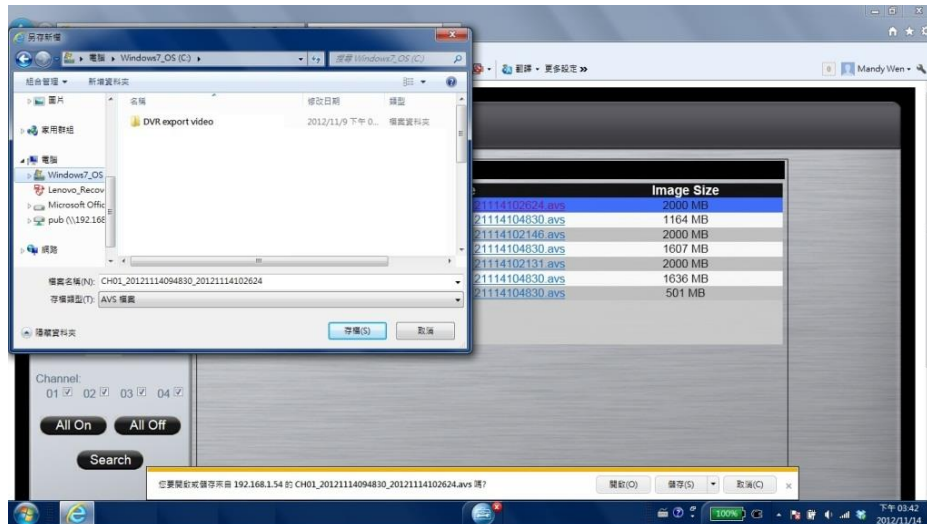 另存新檔
電腦 ▸ Windows7_OS (C:) ▸
搜尋 Windows7_OS (C:)
翻譯 ▾ 更多設定 »
Mandy Wen ▾
組合管理 ▾ 新增資料夾
圖片
家用群組
電腦
Windows7_OS
Lenovo_Recov
Microsoft Offic
pub (\\192.168
網路
名稱 修改日期 類型
DVR export video 2012/11/9 下午 0... 檔案資料夾
檔案名稱(N): CH01_20121114094830_20121114102624
存檔類型(T): AVS 檔案
隱藏資料夾
存檔(S) 取消
Image Size
21114102624.avs 2000 MB
21114104830.avs 1164 MB
21114102146.avs 2000 MB
21114104830.avs 1607 MB
21114102131.avs 2000 MB
21114104830.avs 1636 MB
21114104830.avs 501 MB
Channel:
01 02 03 04
All On All Off
Search
您要開啟或儲存來自 192.168.1.54 的 CH01_20121114094830_20121114102624.avs 嗎?
開啟(O) 儲存(S) 取消(C)
100%
下午 03:42
2012/11/14